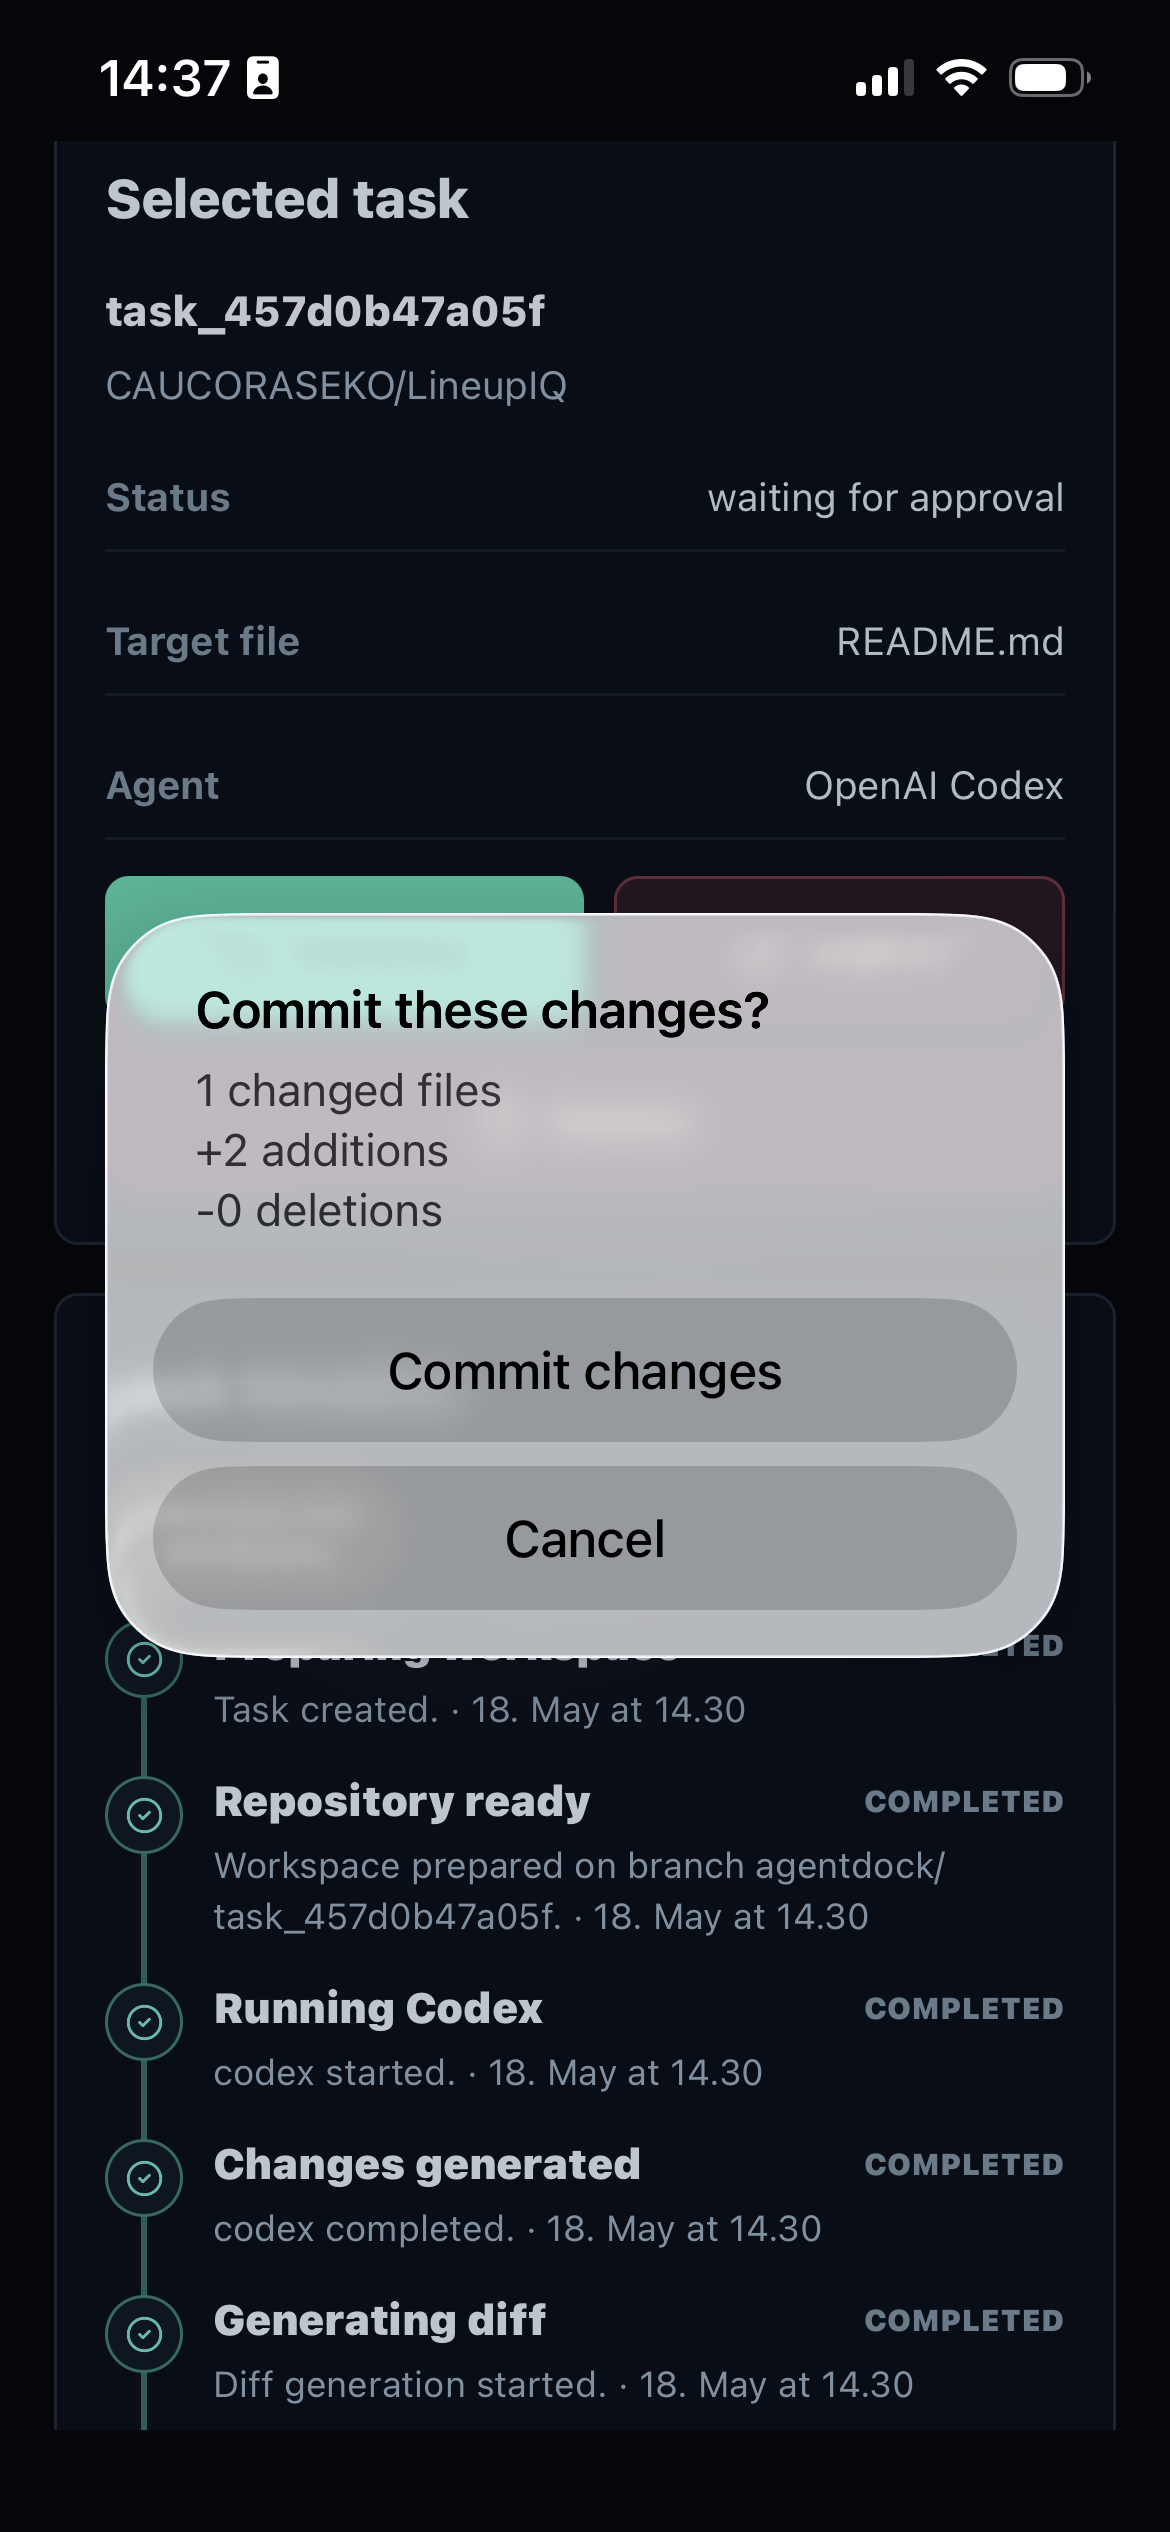 14:37
Selected task
task_457d0b47a05f
CAUCORASEKO/LineupIQ
Status waiting for approval
Target file README.md
Agent OpenAI Codex
Commit these changes?
1 changed files
+2 additions
-0 deletions
Commit changes
Cancel
Preparing workspace
Task created. · 18. May at 14.30
Repository ready COMPLETED
Workspace prepared on branch agentdock/
task_457d0b47a05f. · 18. May at 14.30
Running Codex COMPLETED
codex started. · 18. May at 14.30
Changes generated COMPLETED
codex completed. · 18. May at 14.30
Generating diff COMPLETED
Diff generation started. · 18. May at 14.30